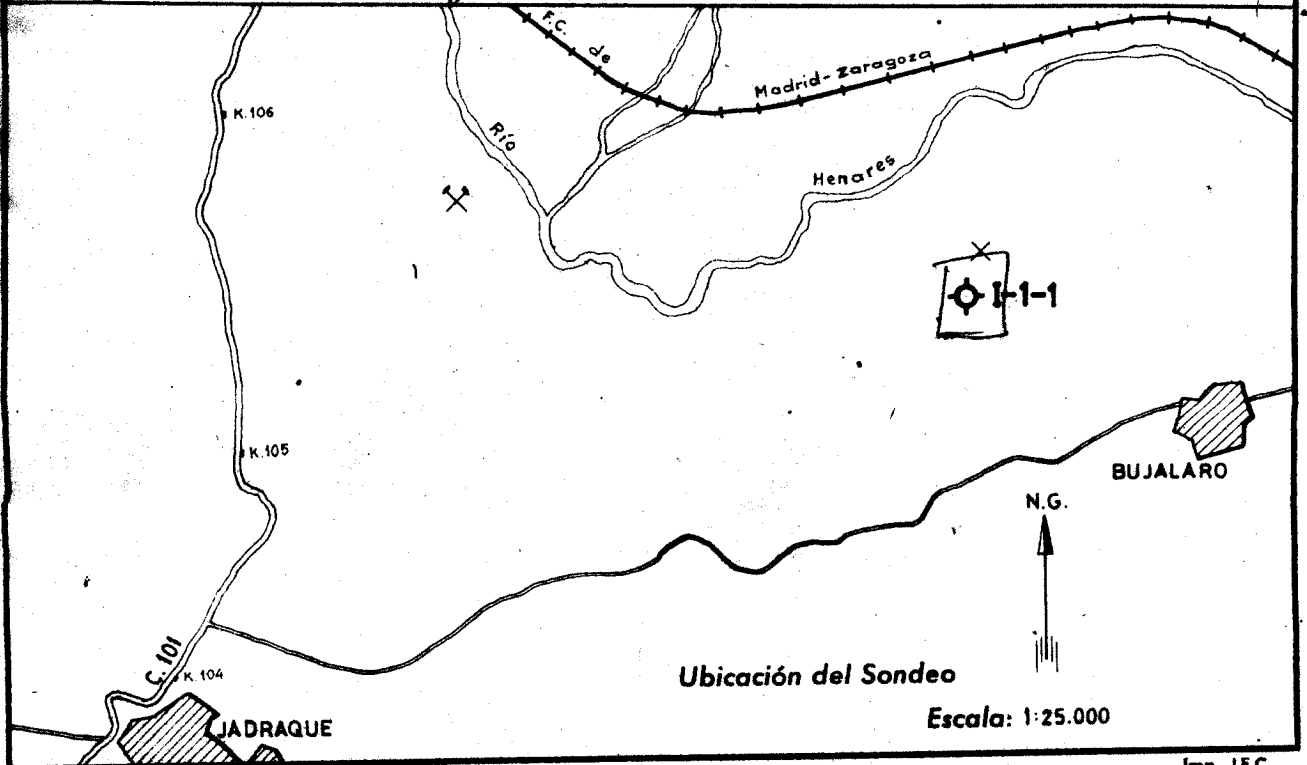 F.C. de Madrid-Zaragoza
K.106
Río Henares
I-1-1
K.105
BUJALARO
N.G.
C. 101
K.104
Ubicación del Sondeo
JADRAQUE
Escala: 1:25.000
Imp. I.E.C.